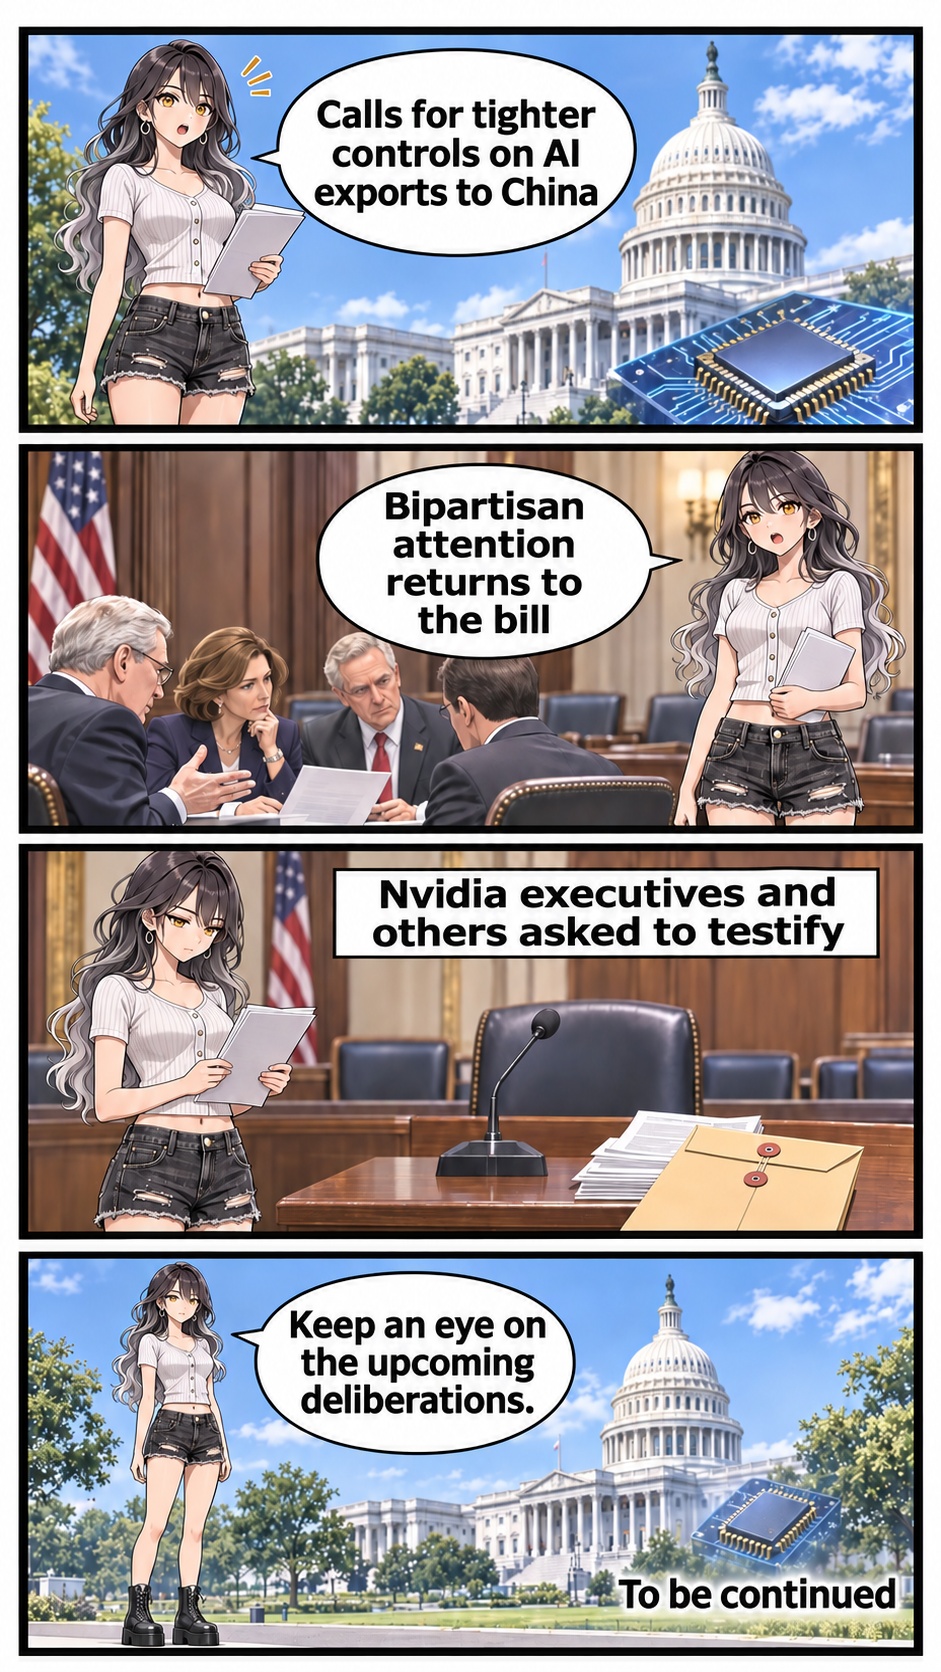 Calls for tighter
controls on AI
exports to China
Bipartisan
attention
returns to
the bill
Nvidia executives and
others asked to testify
Keep an eye on
the upcoming
deliberations.
To be continued